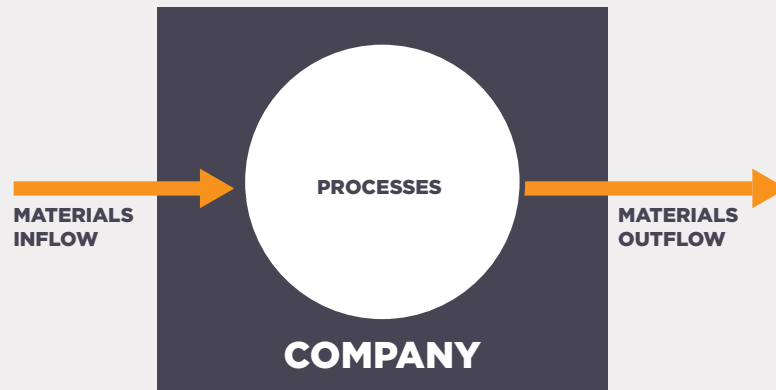 PROCESSES
MATERIALS
INFLOW
MATERIALS
OUTFLOW
COMPANY